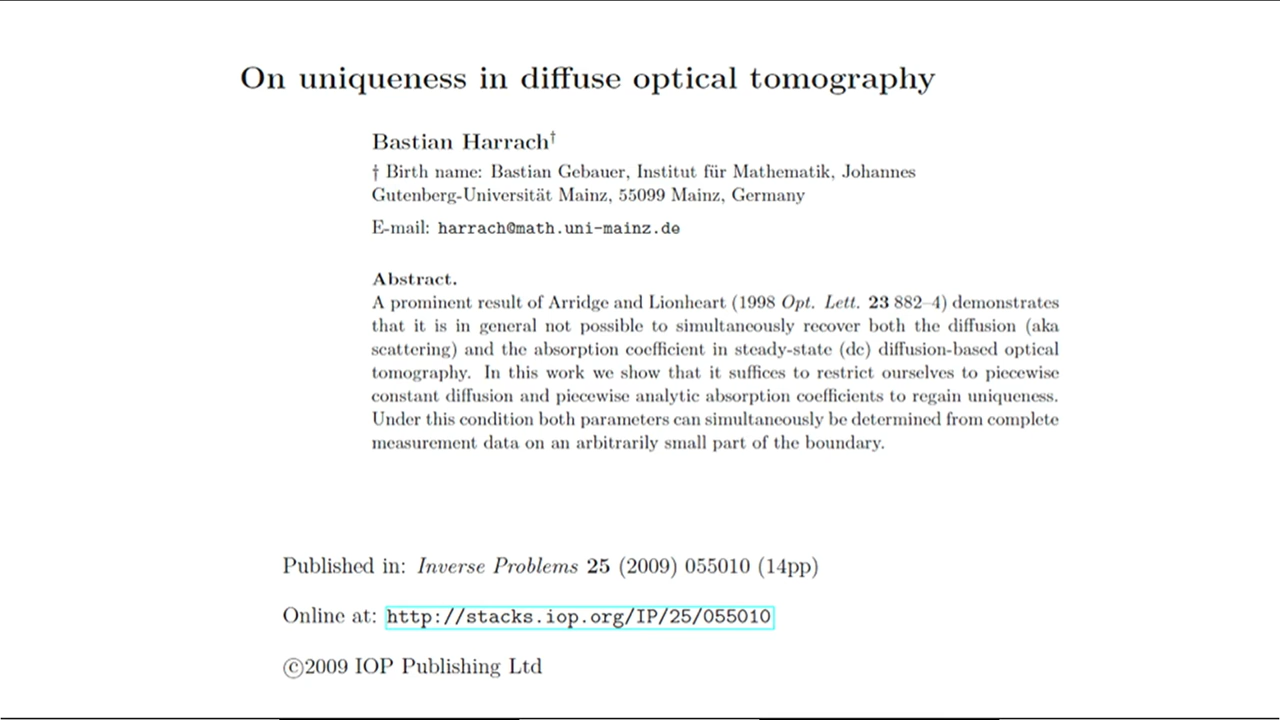 On uniqueness in diffuse optical tomography
Bastian Harrach†
† Birth name: Bastian Gebauer, Institut für Mathematik, Johannes
Gutenberg-Universität Mainz, 55099 Mainz, Germany
E-mail: harrach@math.uni-mainz.de
Abstract.
A prominent result of Arridge and Lionheart (1998 Opt. Lett. 23 882–4) demonstrates
that it is in general not possible to simultaneously recover both the diffusion (aka
scattering) and the absorption coefficient in steady-state (dc) diffusion-based optical
tomography. In this work we show that it suffices to restrict ourselves to piecewise
constant diffusion and piecewise analytic absorption coefficients to regain uniqueness.
Under this condition both parameters can simultaneously be determined from complete
measurement data on an arbitrarily small part of the boundary.
Published in: Inverse Problems 25 (2009) 055010 (14pp)
Online at: http://stacks.iop.org/IP/25/055010
©2009 IOP Publishing Ltd